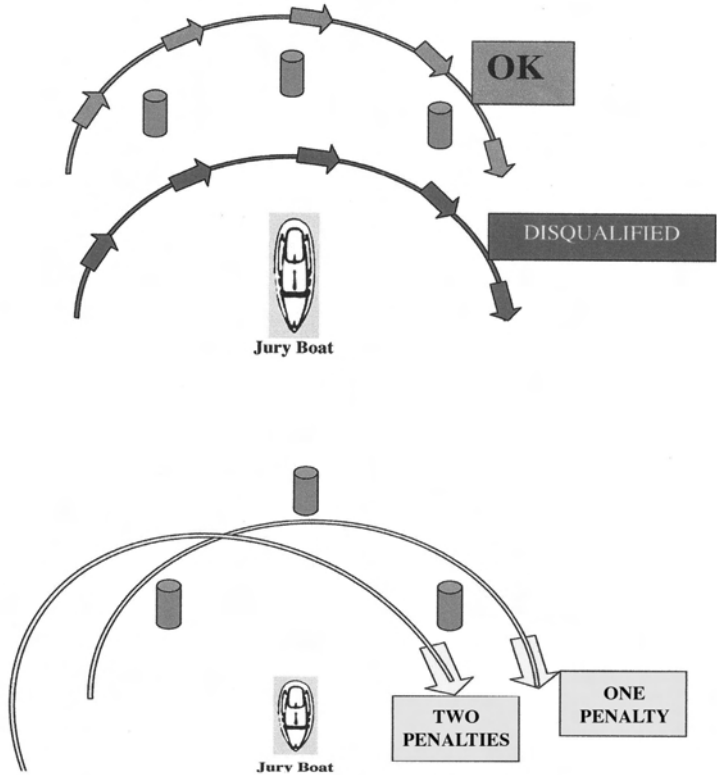 OK
DISQUALIFIED
Jury Boat
TWO
PENALTIES
ONE
PENALTY
Jury Boat